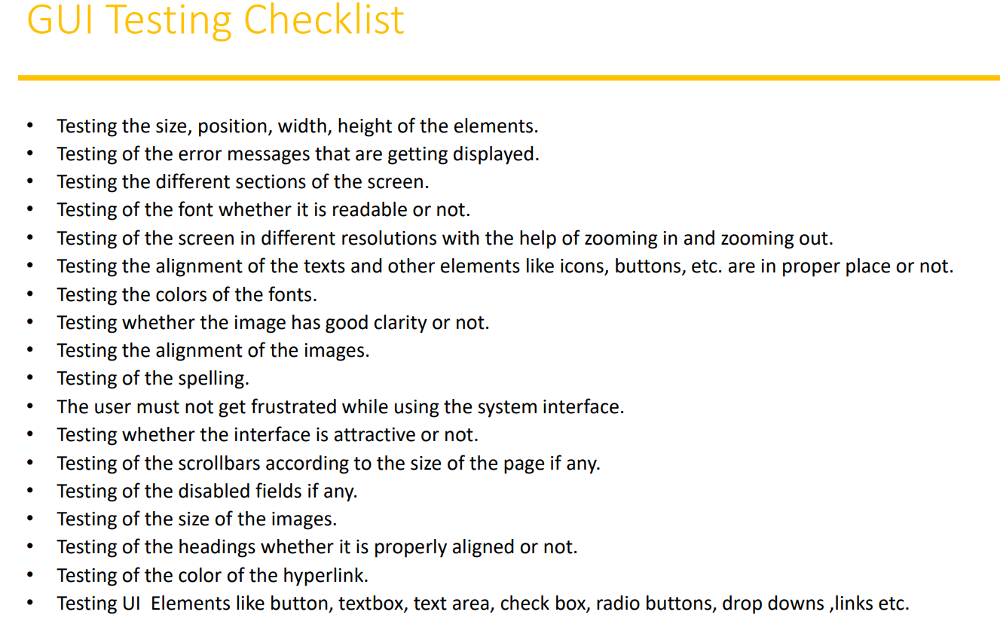 GUI Testing Checklist
• Testing the size, position, width, height of the elements.
• Testing of the error messages that are getting displayed.
• Testing the different sections of the screen.
• Testing of the font whether it is readable or not.
• Testing of the screen in different resolutions with the help of zooming in and zooming out.
• Testing the alignment of the texts and other elements like icons, buttons, etc. are in proper place or not.
• Testing the colors of the fonts.
• Testing whether the image has good clarity or not.
• Testing the alignment of the images.
• Testing of the spelling.
• The user must not get frustrated while using the system interface.
• Testing whether the interface is attractive or not.
• Testing of the scrollbars according to the size of the page if any.
• Testing of the disabled fields if any.
• Testing of the size of the images.
• Testing of the headings whether it is properly aligned or not.
• Testing of the color of the hyperlink.
• Testing UI  Elements like button, textbox, text area, check box, radio buttons, drop downs ,links etc.